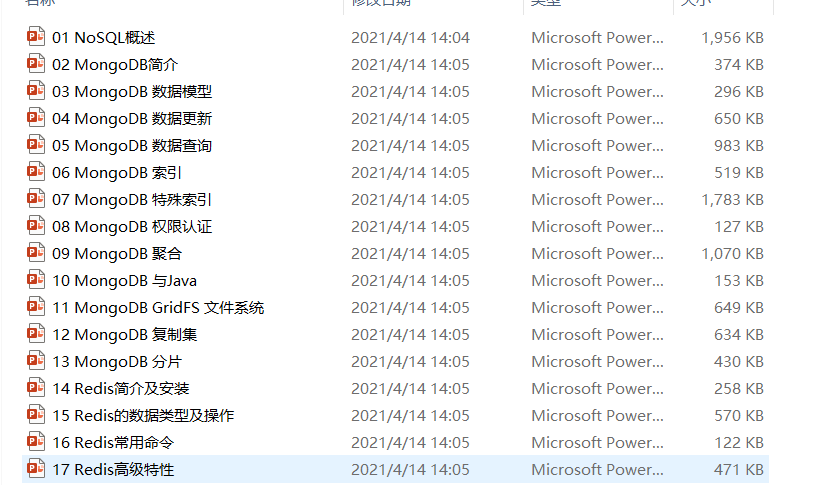 名称 修改日期 类型 大小
01 NoSQL概述 2021/4/14 14:04 Microsoft Power... 1,956 KB
02 MongoDB简介 2021/4/14 14:05 Microsoft Power... 374 KB
03 MongoDB 数据模型 2021/4/14 14:05 Microsoft Power... 296 KB
04 MongoDB 数据更新 2021/4/14 14:05 Microsoft Power... 650 KB
05 MongoDB 数据查询 2021/4/14 14:05 Microsoft Power... 983 KB
06 MongoDB 索引 2021/4/14 14:05 Microsoft Power... 519 KB
07 MongoDB 特殊索引 2021/4/14 14:05 Microsoft Power... 1,783 KB
08 MongoDB 权限认证 2021/4/14 14:05 Microsoft Power... 127 KB
09 MongoDB 聚合 2021/4/14 14:05 Microsoft Power... 1,070 KB
10 MongoDB 与Java 2021/4/14 14:05 Microsoft Power... 153 KB
11 MongoDB GridFS 文件系统 2021/4/14 14:05 Microsoft Power... 649 KB
12 MongoDB 复制集 2021/4/14 14:05 Microsoft Power... 634 KB
13 MongoDB 分片 2021/4/14 14:05 Microsoft Power... 430 KB
14 Redis简介及安装 2021/4/14 14:05 Microsoft Power... 258 KB
15 Redis的数据类型及操作 2021/4/14 14:05 Microsoft Power... 570 KB
16 Redis常用命令 2021/4/14 14:05 Microsoft Power... 122 KB
17 Redis高级特性 2021/4/14 14:05 Microsoft Power... 471 KB